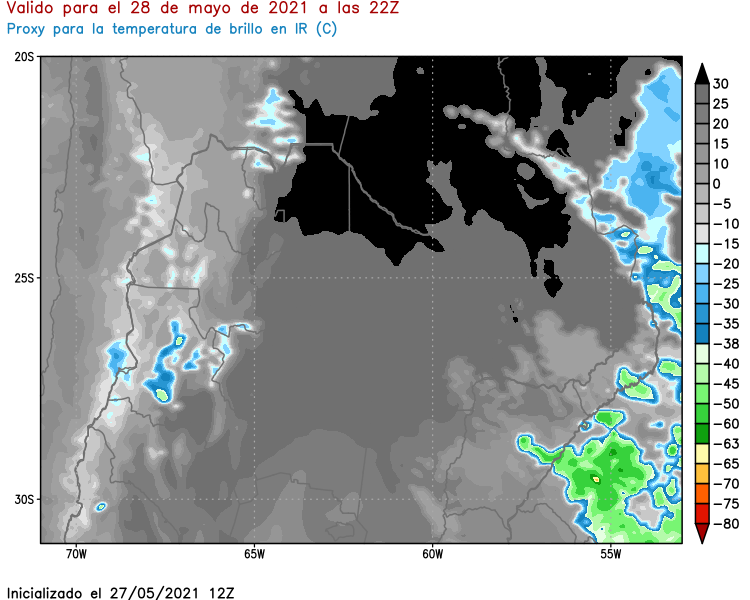 Valido para el 28 de mayo de 2021 a las 22Z
Proxy para la temperatura de brillo en IR (C)
20S
25S
30S
70W
65W
60W
55W
30
25
20
15
10
0
−5
−10
−15
−20
−25
−30
−35
−38
−40
−45
−50
−60
−63
−65
−70
−75
−80
Inicializado el 27/05/2021 12Z